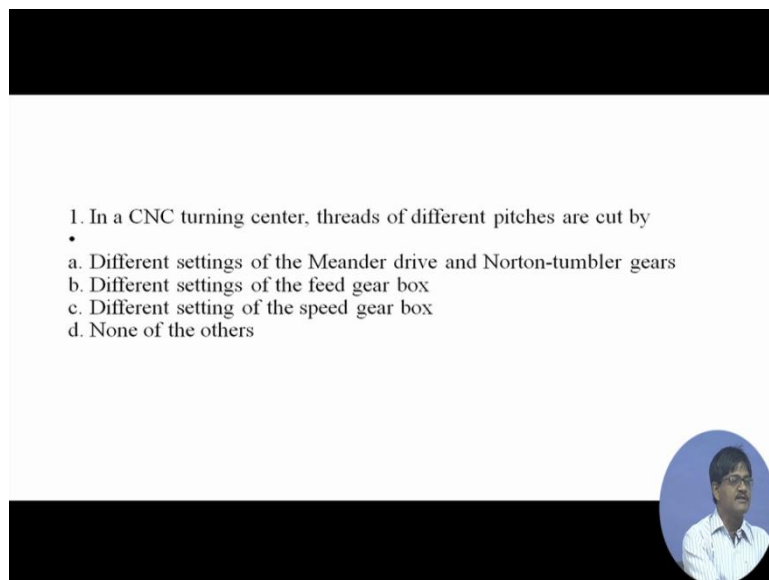 1. In a CNC turning center, threads of different pitches are cut by
•
a. Different settings of the Meander drive and Norton-tumbler gears
b. Different settings of the feed gear box
c. Different setting of the speed gear box
d. None of the others